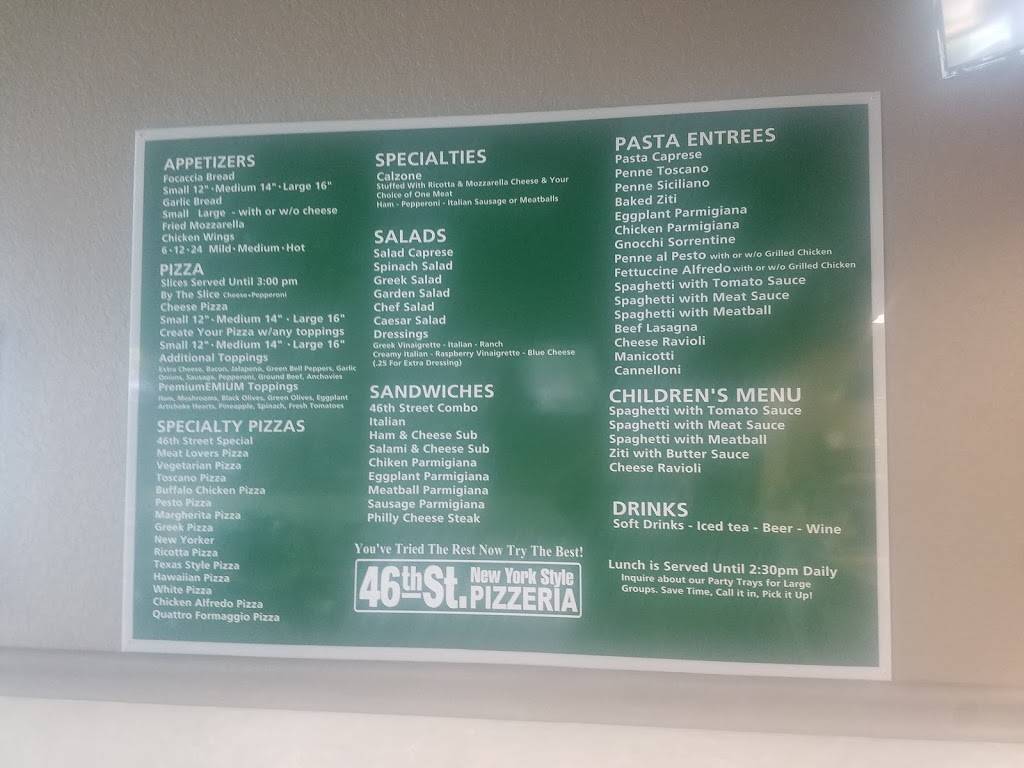 APPETIZERS
Focaccia Bread
Small 12" • Medium 14" • Large 16"
Garlic Bread
Small Large - with or w/o cheese
Fried Mozzarella
Chicken Wings
6 • 12 • 24 Mild • Medium • Hot
PIZZA
Slices Served Until 3:00 pm
By The Slice Cheese • Pepperoni
Cheese Pizza
Small 12" • Medium 14" • Large 16"
Create Your Pizza w/any toppings
Small 12" • Medium 14" • Large 16"
Additional Toppings
Extra Cheese, Bacon, Jalapeno, Green Bell Peppers, Garlic
Onions, Sausage, Pepperoni, Ground Beef, Anchovies
PremiumEMIUM Toppings
Ham, Mushrooms, Black Olives, Green Olives, Eggplant
Artichoke Hearts, Pineapple, Spinach, Fresh Tomatoes
SPECIALTY PIZZAS
46th Street Special
Meat Lovers Pizza
Vegetarian Pizza
Toscano Pizza
Buffalo Chicken Pizza
Pesto Pizza
Margherita Pizza
Greek Pizza
New Yorker
Ricotta Pizza
Texas Style Pizza
Hawaiian Pizza
White Pizza
Chicken Alfredo Pizza
Quattro Formaggio Pizza
SPECIALTIES
Calzone
Stuffed With Ricotta & Mozzarella Cheese & Your
Choice of One Meat
Ham - Pepperoni - Italian Sausage or Meatballs
SALADS
Salad Caprese
Spinach Salad
Greek Salad
Garden Salad
Chef Salad
Caesar Salad
Dressings
Greek Vinaigrette - Italian - Ranch
Creamy Italian - Raspberry Vinaigrette - Blue Cheese
(.25 For Extra Dressing)
SANDWICHES
46th Street Combo
Italian
Ham & Cheese Sub
Salami & Cheese Sub
Chiken Parmigiana
Eggplant Parmigiana
Meatball Parmigiana
Sausage Parmigiana
Philly Cheese Steak
You've Tried The Rest Now Try The Best!
46th St. New York Style
PIZZERIA
PASTA ENTREES
Pasta Caprese
Penne Toscano
Penne Siciliano
Baked Ziti
Eggplant Parmigiana
Chicken Parmigiana
Gnocchi Sorrentine
Penne al Pesto with or w/o Grilled Chicken
Fettuccine Alfredo with or w/o Grilled Chicken
Spaghetti with Tomato Sauce
Spaghetti with Meat Sauce
Spaghetti with Meatball
Beef Lasagna
Cheese Ravioli
Manicotti
Cannelloni
CHILDREN'S MENU
Spaghetti with Tomato Sauce
Spaghetti with Meat Sauce
Spaghetti with Meatball
Ziti with Butter Sauce
Cheese Ravioli
DRINKS
Soft Drinks - Iced tea - Beer - Wine
Lunch is Served Until 2:30pm Daily
Inquire about our Party Trays for Large
Groups. Save Time, Call it in, Pick it Up!